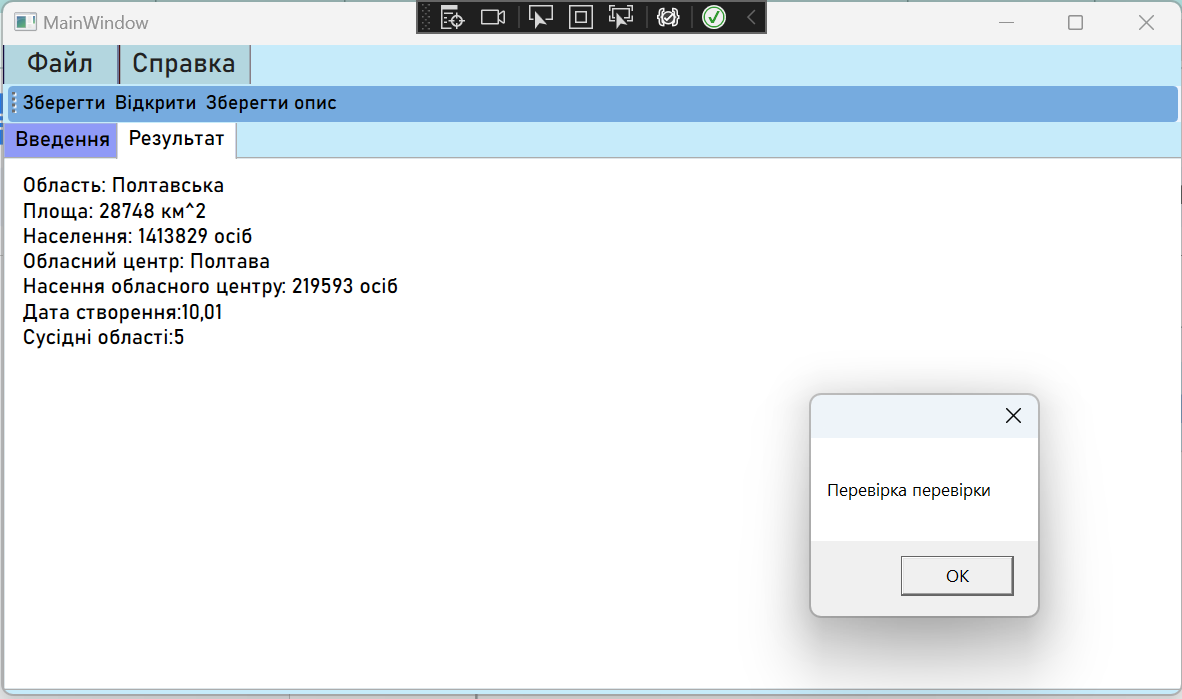 MainWindow
Файл Справка
Зберегти Відкрити Зберегти опис
Введення Результат
Область: Полтавська
Площа: 28748 км^2
Населення: 1413829 осіб
Обласний центр: Полтава
Насення обласного центру: 219593 осіб
Дата створення:10,01
Сусідні області:5
Перевірка перевірки
OK